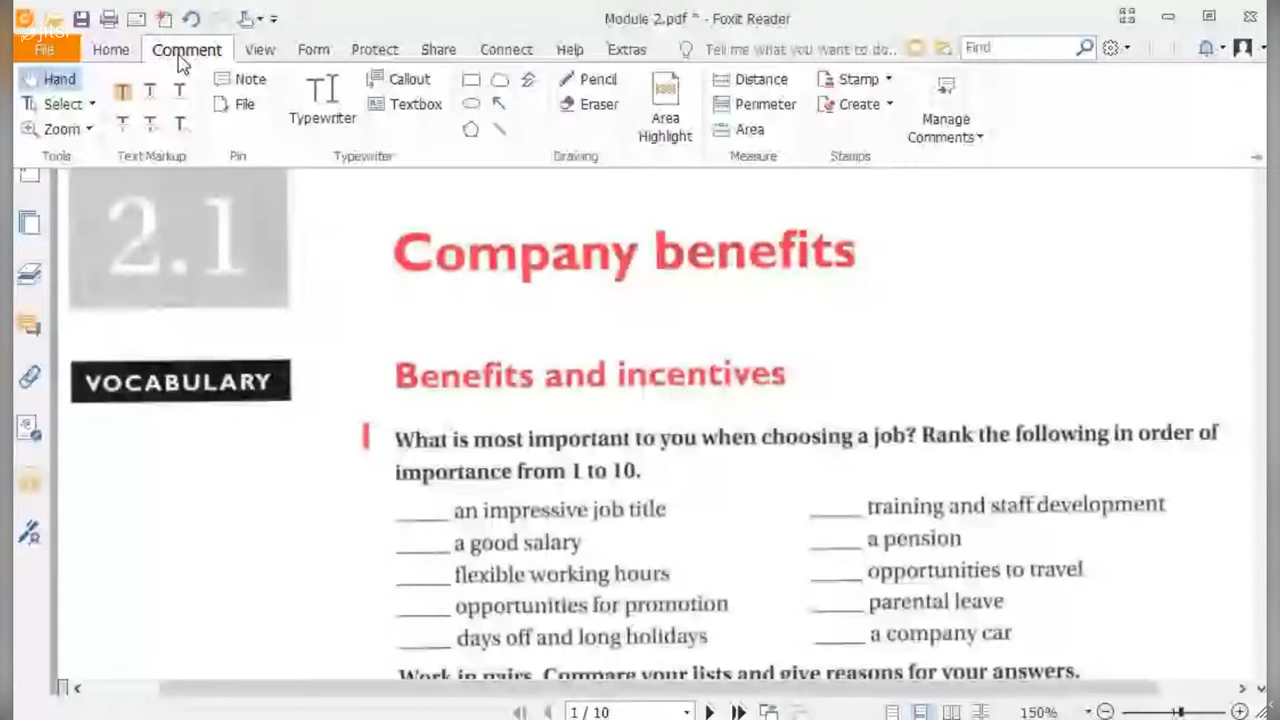 Module 2.pdf * - Foxit Reader
jitsi
File Home Comment View Form Protect Share Connect Help Extras Tell me what you want to do.. Find
Hand
Select
Zoom
Tools
Text Markup
Note
File
Pin
Typewriter
Callout
Textbox
Typewriter
Pencil
Eraser
Drawing
Area
Highlight
Distance
Perimeter
Area
Measure
Stamp
Create
Stamps
Manage
Comments
2.1
Company benefits
VOCABULARY
Benefits and incentives
1 What is most important to you when choosing a job? Rank the following in order of
importance from 1 to 10.
_____ an impressive job title
_____ a good salary
_____ flexible working hours
_____ opportunities for promotion
_____ days off and long holidays
_____ training and staff development
_____ a pension
_____ opportunities to travel
_____ parental leave
_____ a company car
Work in pairs. Compare your lists and give reasons for your answers.
1 / 10
150%